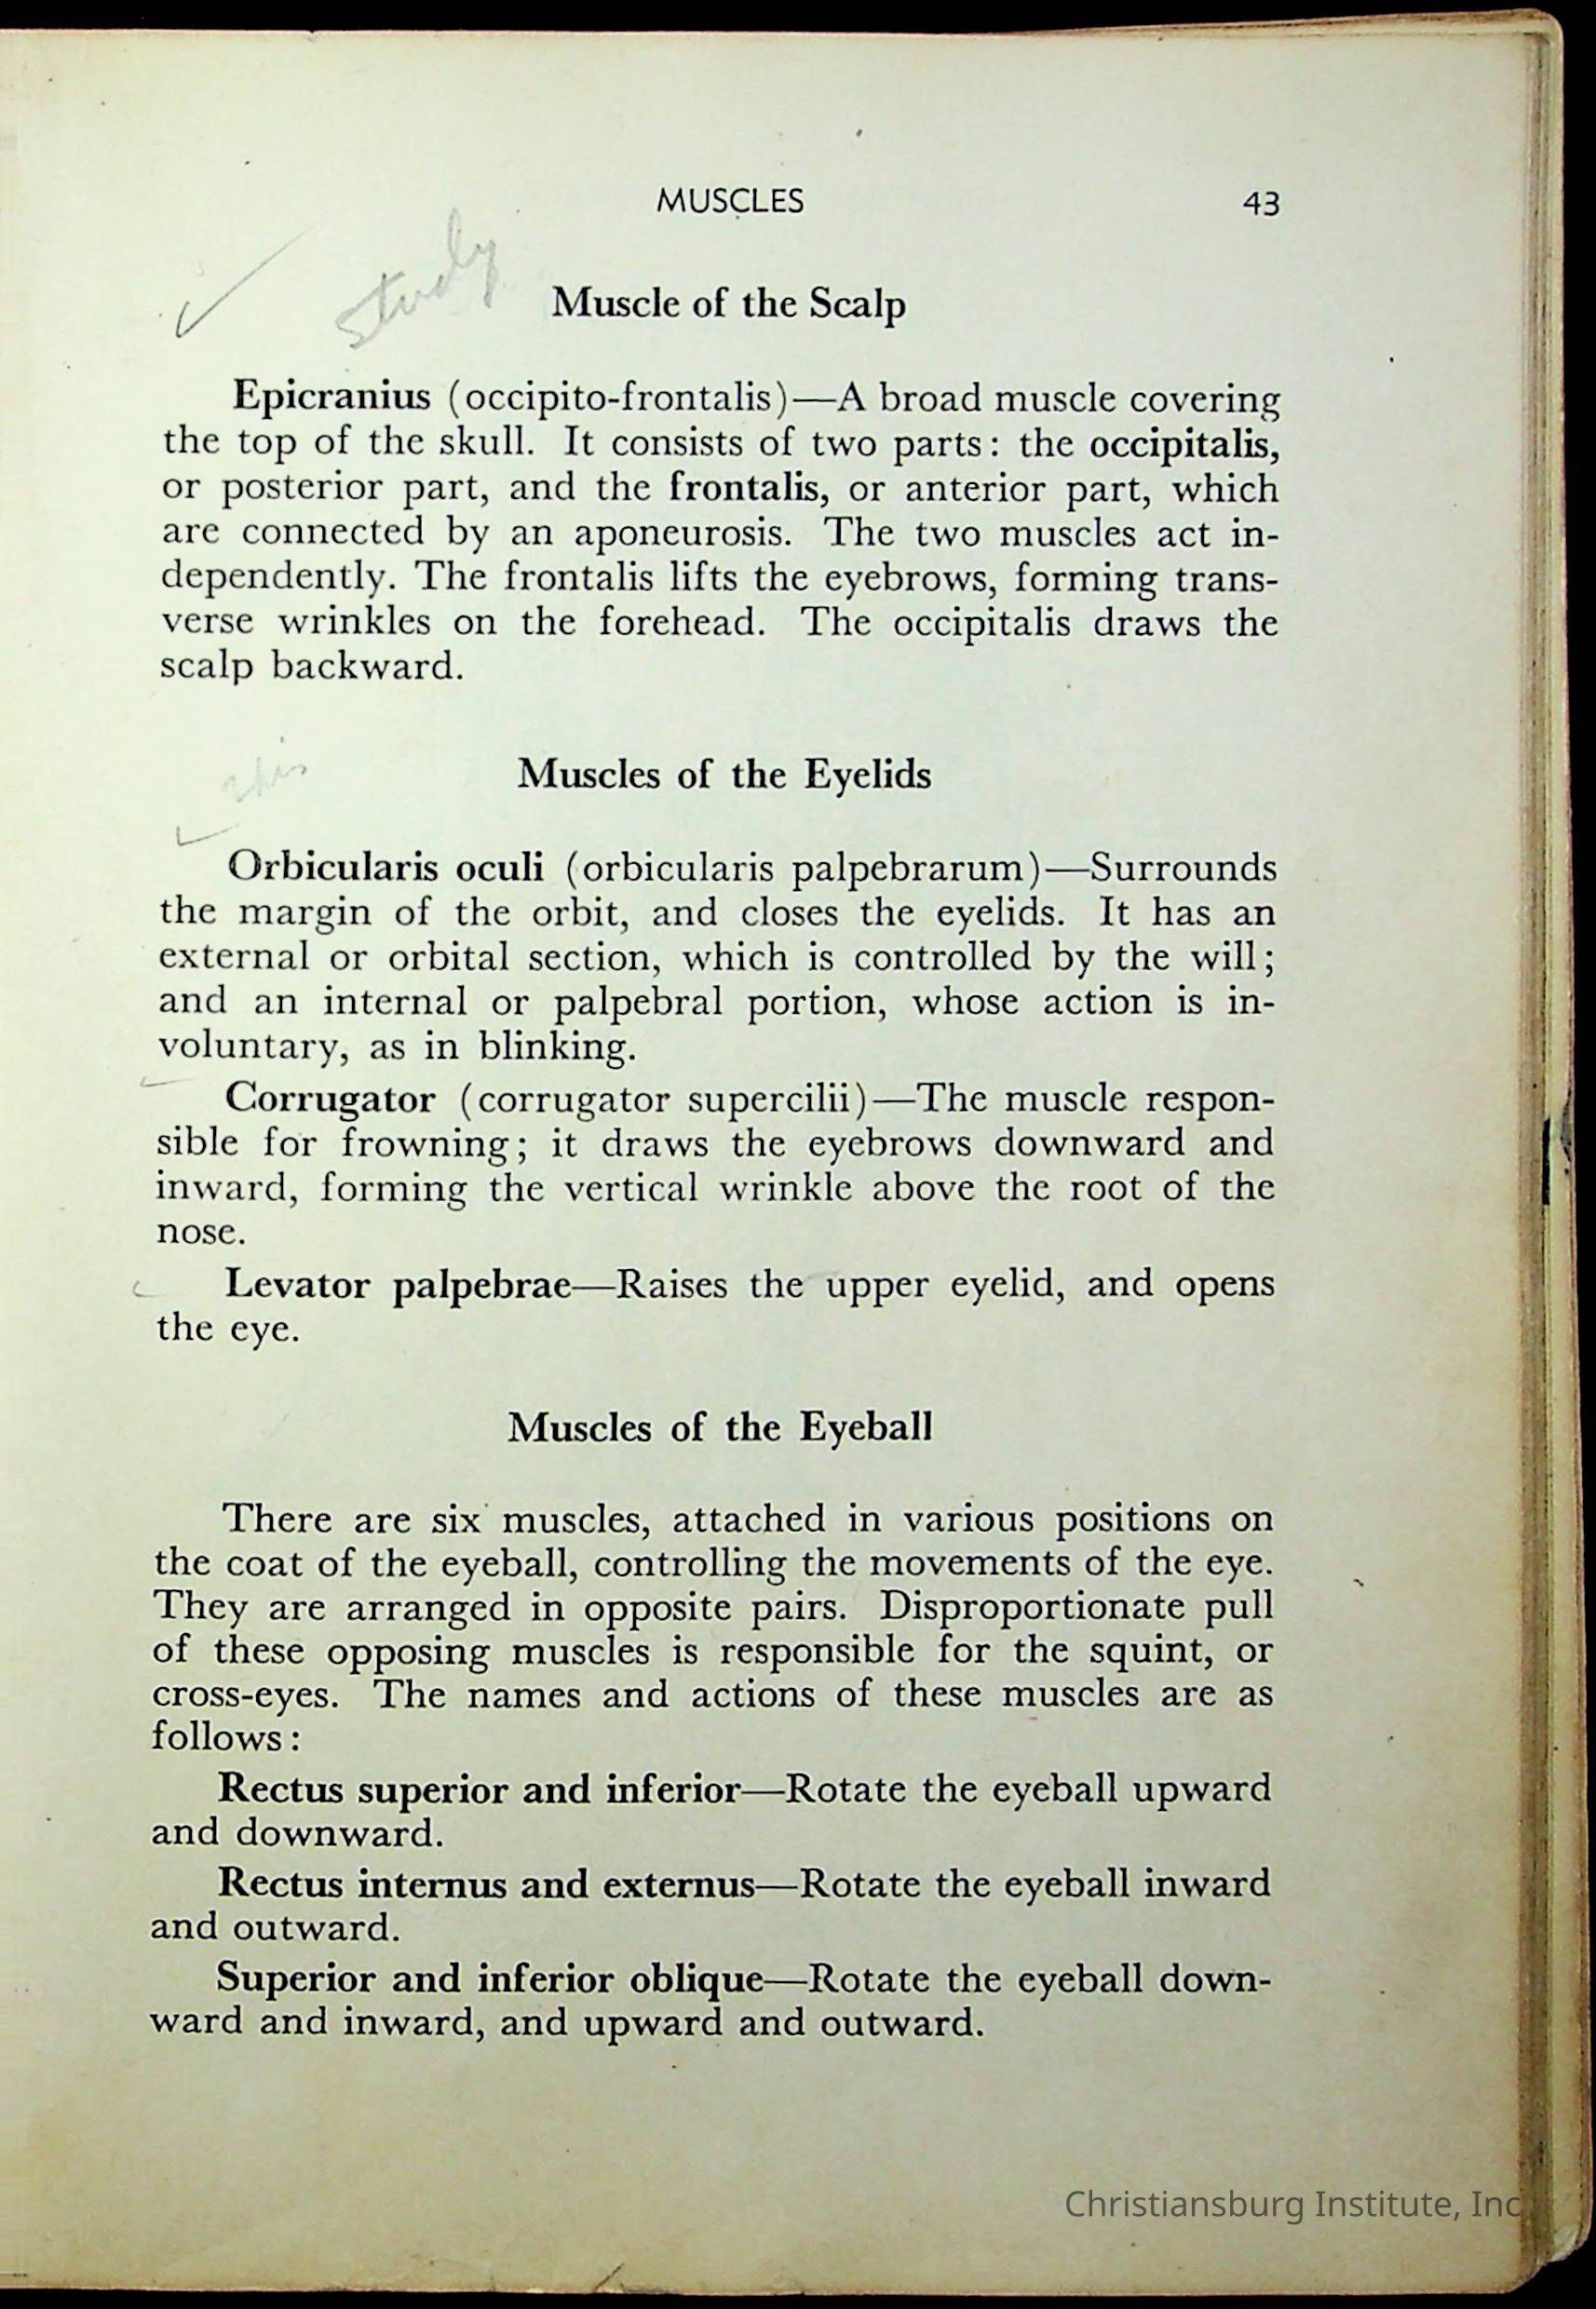 MUSCLES 43
study
Muscle of the Scalp
Epicranius (occipito-frontalis)—A broad muscle covering
the top of the skull. It consists of two parts: the occipitalis,
or posterior part, and the frontalis, or anterior part, which
are connected by an aponeurosis. The two muscles act in-
dependently. The frontalis lifts the eyebrows, forming trans-
verse wrinkles on the forehead. The occipitalis draws the
scalp backward.
this
Muscles of the Eyelids
Orbicularis oculi (orbicularis palpebrarum)—Surrounds
the margin of the orbit, and closes the eyelids. It has an
external or orbital section, which is controlled by the will;
and an internal or palpebral portion, whose action is in-
voluntary, as in blinking.
Corrugator (corrugator supercilii)—The muscle respon-
sible for frowning; it draws the eyebrows downward and
inward, forming the vertical wrinkle above the root of the
nose.
Levator palpebrae—Raises the upper eyelid, and opens
the eye.
Muscles of the Eyeball
There are six muscles, attached in various positions on
the coat of the eyeball, controlling the movements of the eye.
They are arranged in opposite pairs. Disproportionate pull
of these opposing muscles is responsible for the squint, or
cross-eyes. The names and actions of these muscles are as
follows:
Rectus superior and inferior—Rotate the eyeball upward
and downward.
Rectus internus and externus—Rotate the eyeball inward
and outward.
Superior and inferior oblique—Rotate the eyeball down-
ward and inward, and upward and outward.
Christiansburg Institute, Inc